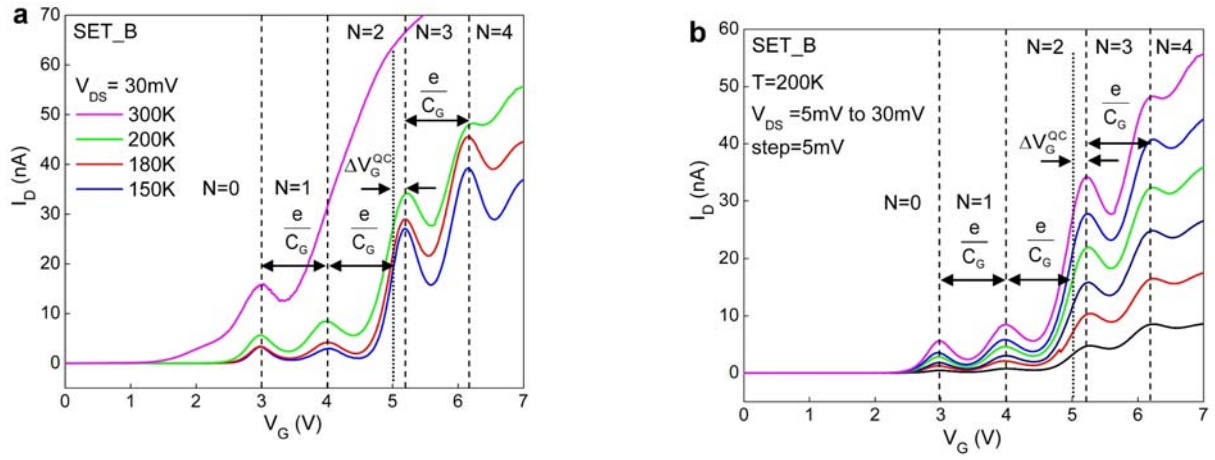 a
SET_B
N=2
N=3
N=4
V_DS = 30mV
300K
200K
180K
150K
e
C_G
ΔV_G^QC
N=0
N=1
e
C_G
e
C_G
I_D (nA)
70
60
50
40
30
20
10
0
0 1 2 3 4 5 6 7
V_G (V)
b
SET_B
N=2
N=3
N=4
T=200K
V_DS =5mV to 30mV
step=5mV
e
C_G
ΔV_G^QC
N=0
N=1
e
C_G
e
C_G
I_D (nA)
60
50
40
30
20
10
0
0 1 2 3 4 5 6 7
V_G (V)